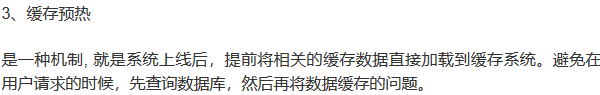 3、缓存预热
是一种机制, 就是系统上线后，提前将相关的缓存数据直接加载到缓存系统。避免在
用户请求的时候，先查询数据库，然后再将数据缓存的问题。